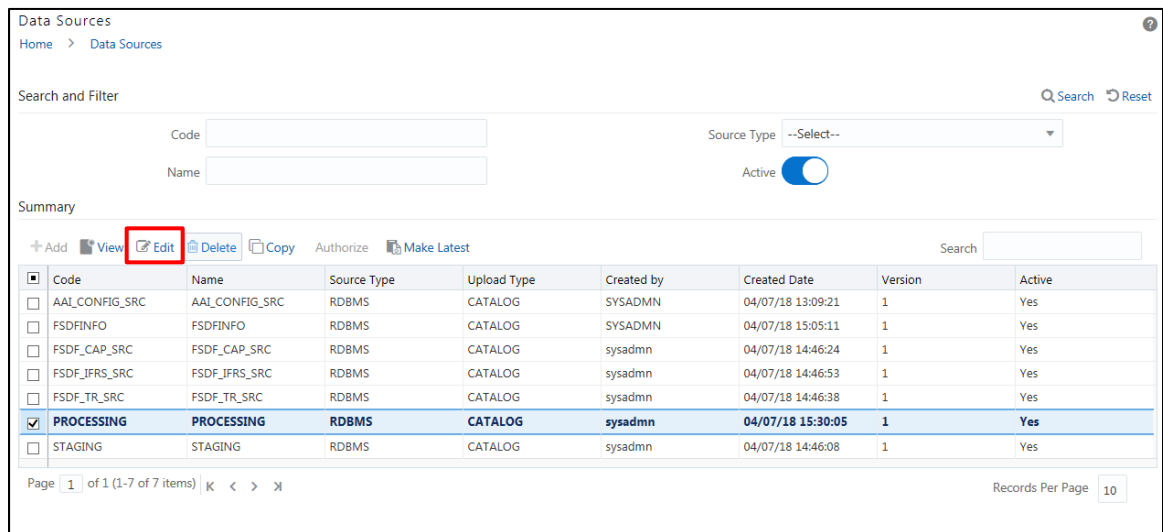 Data Sources
?
Home > Data Sources
Search and Filter
Search Reset
Code
Source Type --Select--
Name
Active
Summary
Add View Edit Delete Copy Authorize Make Latest Search
Code Name Source Type Upload Type Created by Created Date Version Active
AAI_CONFIG_SRC AAI_CONFIG_SRC RDBMS CATALOG SYSADMN 04/07/18 13:09:21 1 Yes
FSDFINFO FSDFINFO RDBMS CATALOG SYSADMN 04/07/18 15:05:11 1 Yes
FSDF_CAP_SRC FSDF_CAP_SRC RDBMS CATALOG sysadmn 04/07/18 14:46:24 1 Yes
FSDF_IFRS_SRC FSDF_IFRS_SRC RDBMS CATALOG sysadmn 04/07/18 14:46:53 1 Yes
FSDF_TR_SRC FSDF_TR_SRC RDBMS CATALOG sysadmn 04/07/18 14:46:38 1 Yes
PROCESSING PROCESSING RDBMS CATALOG sysadmn 04/07/18 15:30:05 1 Yes
STAGING STAGING RDBMS CATALOG sysadmn 04/07/18 14:46:08 1 Yes
Page 1 of 1 (1-7 of 7 items) Records Per Page 10